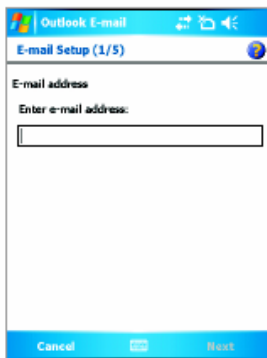 Outlook E-mail
E-mail Setup (1/5)
E-mail address
Enter e-mail address:
Cancel Next